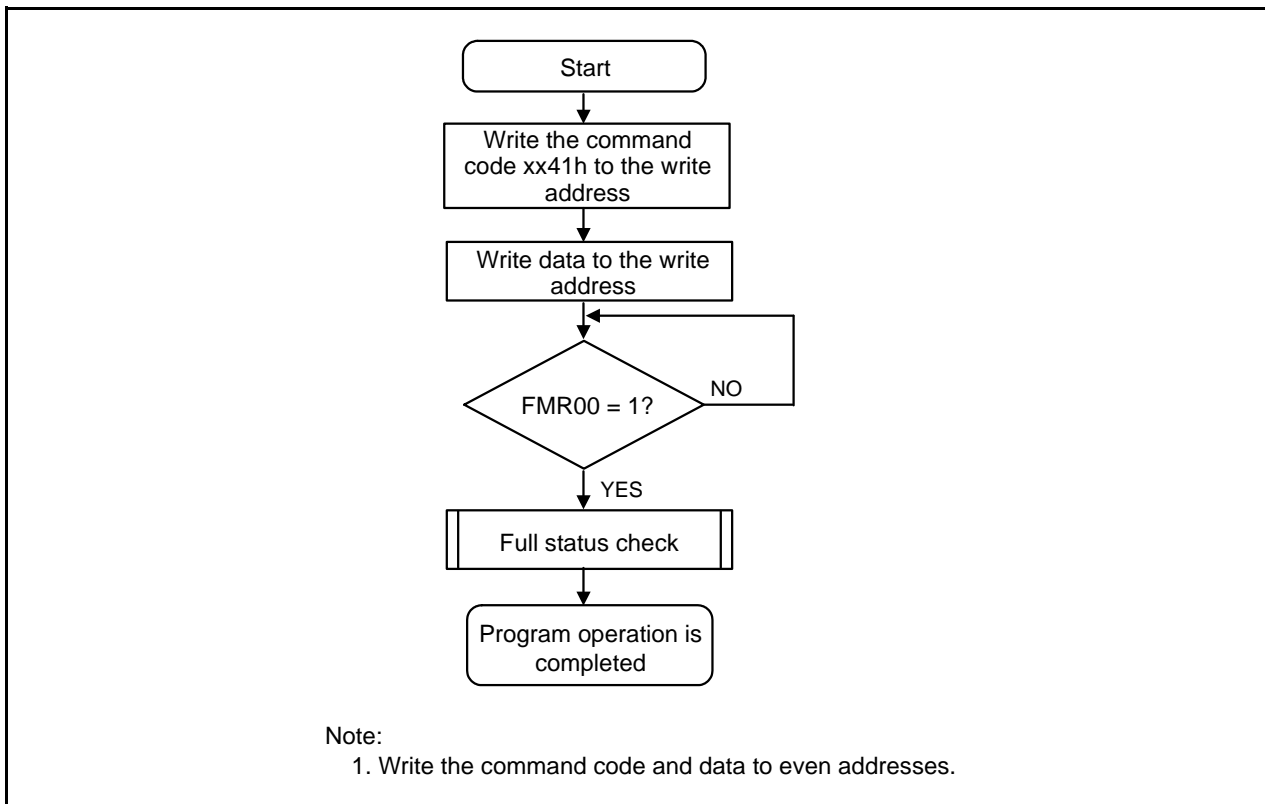 Start
Write the command
code xx41h to the write
address
Write data to the write
address
FMR00 = 1?
NO
YES
Full status check
Program operation is
completed
Note:
1. Write the command code and data to even addresses.